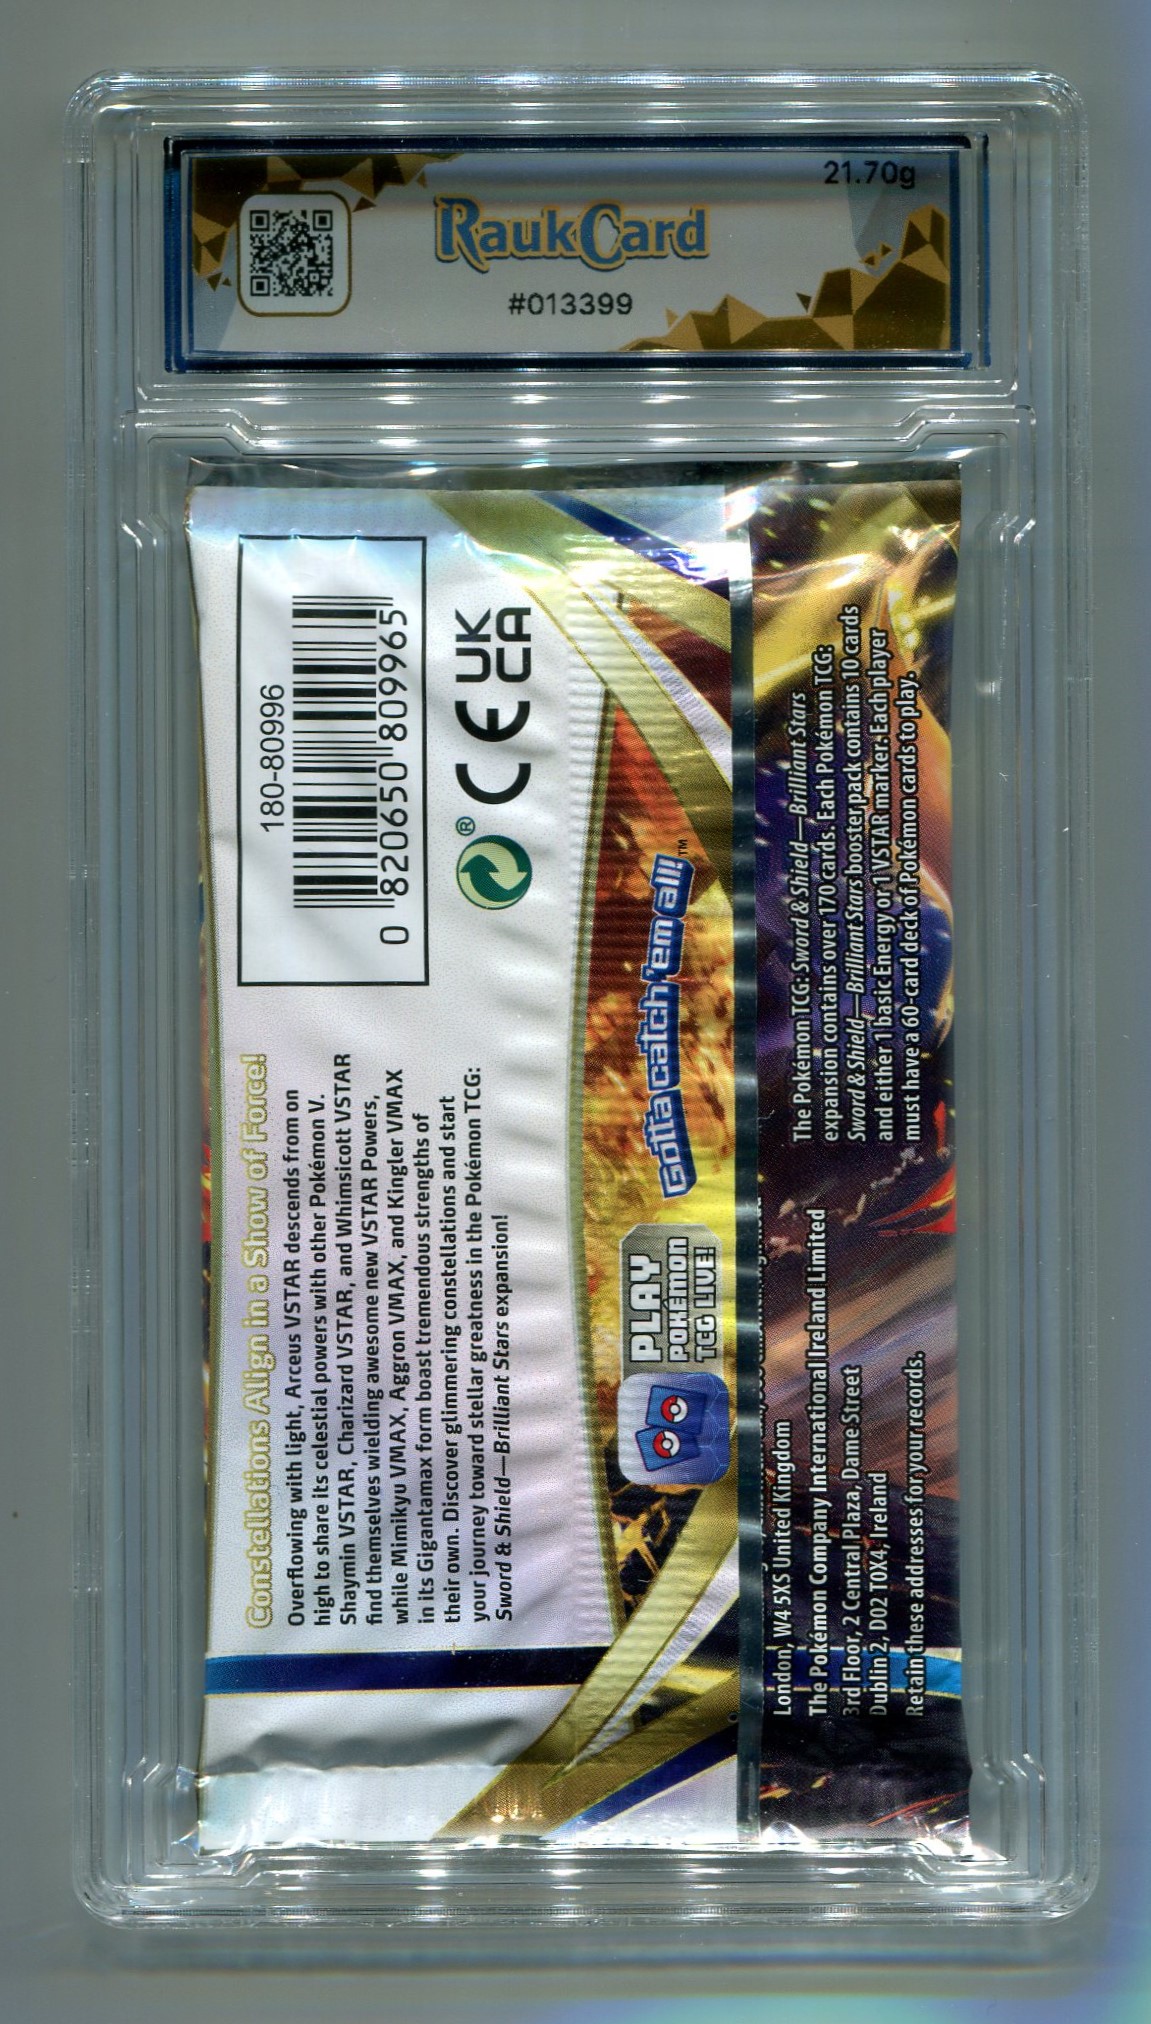 21.70g
RaukCard
#013399
180-80996
0 820650 809965
CE UK
CA
®
Constellations Align in a Show of Force!
Overflowing with light, Arceus VSTAR descends from on
high to share its celestial powers with other Pokémon V.
Shaymin VSTAR, Charizard VSTAR, and Whimsicott VSTAR
find themselves wielding awesome new VSTAR Powers,
while Mimikyu VMAX, Aggron VMAX, and Kingler VMAX
in its Gigantamax form boast tremendous strengths of
their own. Discover glimmering constellations and start
your journey toward stellar greatness in the Pokémon TCG:
Sword & Shield—Brilliant Stars expansion!
PLAY
POKÉMON
TCG LIVE!
Gotta catch 'em all!™
The Pokémon TCG: Sword & Shield—Brilliant Stars
expansion contains over 170 cards. Each Pokémon TCG:
Sword & Shield—Brilliant Stars booster pack contains 10 cards
and either 1 basic Energy or 1 VSTAR marker. Each player
must have a 60-card deck of Pokémon cards to play.
London, W4 5XS United Kingdom
The Pokémon Company International Ireland Limited
3rd Floor, 2 Central Plaza, Dame Street
Dublin 2, D02 T0X4, Ireland
Retain these addresses for your records.